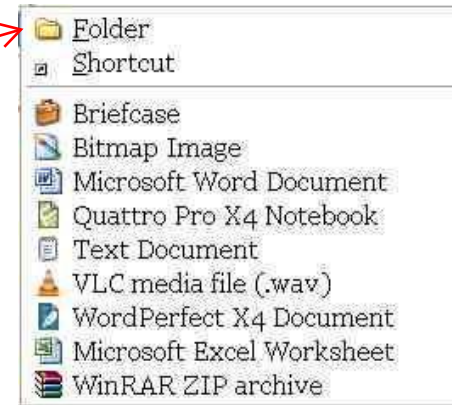 Folder
Shortcut
Briefcase
Bitmap Image
Microsoft Word Document
Quattro Pro X4 Notebook
Text Document
VLC media file (.wav)
WordPerfect X4 Document
Microsoft Excel Worksheet
WinRAR ZIP archive